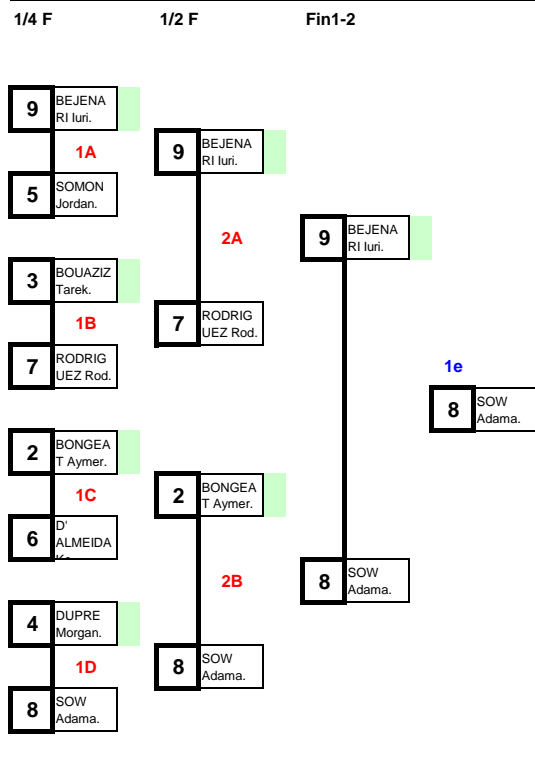 1/4 F 1/2 F Fin1-2
9 BEJENA
RI Iuri.
1A
5 SOMON
Jordan.
3 BOUAZIZ
Tarek.
1B
7 RODRIG
UEZ Rod.
2 BONGEA
T Aymer.
1C
6 D'
ALMEIDA
4 DUPRE
Morgan.
1D
8 SOW
Adama.
9 BEJENA
RI Iuri.
2A
7 RODRIG
UEZ Rod.
2 BONGEA
T Aymer.
2B
8 SOW
Adama.
9 BEJENA
RI Iuri.
8 SOW
Adama.
1e
8 SOW
Adama.